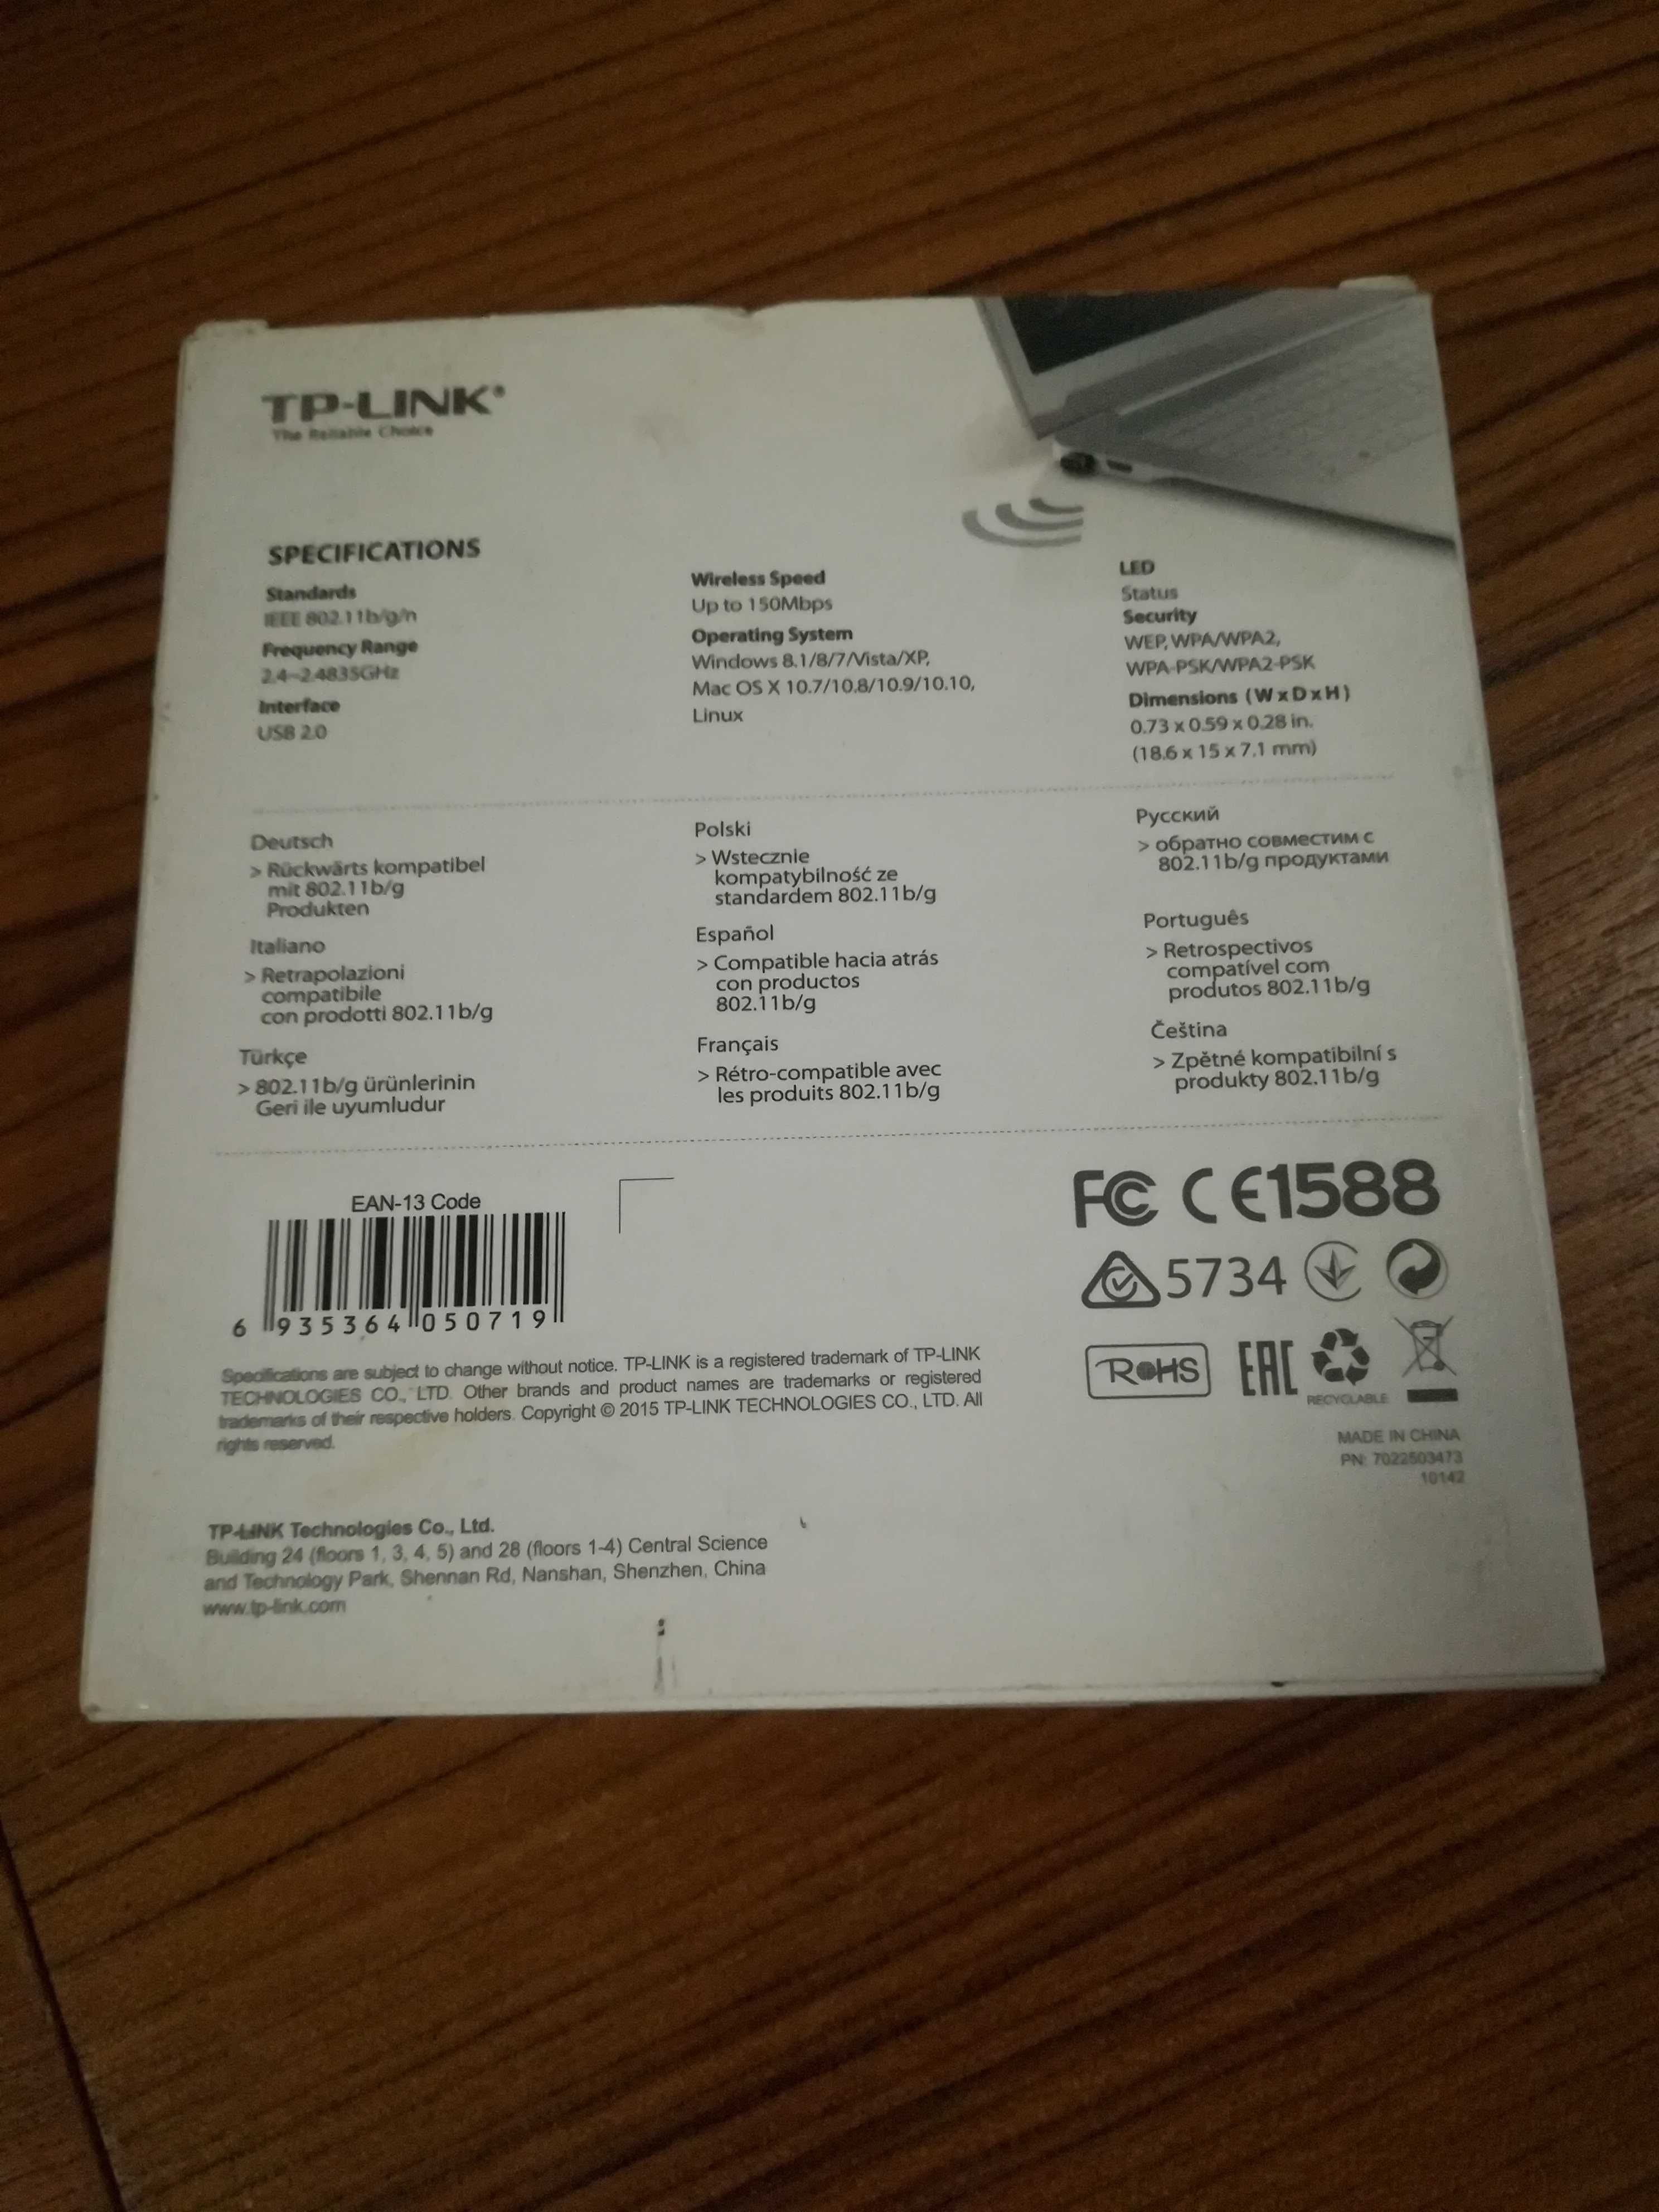 TP-LINK®
The Reliable Choice
SPECIFICATIONS
Standards
IEEE 802.11b/g/n
Frequency Range
2.4~2.4835GHz
Interface
USB 2.0
Wireless Speed
Up to 150Mbps
Operating System
Windows 8.1/8/7/Vista/XP,
Mac OS X 10.7/10.8/10.9/10.10,
Linux
LED
Status
Security
WEP, WPA/WPA2,
WPA-PSK/WPA2-PSK
Dimensions (W x D x H)
0.73 x 0.59 x 0.28 in.
(18.6 x 15 x 7.1 mm)
Deutsch
> Rückwärts kompatibel
mit 802.11b/g
Produkten
Italiano
> Retrapolazioni
compatibile
con prodotti 802.11b/g
Türkçe
> 802.11b/g ürünlerinin
Geri ile uyumludur
Polski
> Wstecznie
kompatybilność ze
standardem 802.11b/g
Español
> Compatible hacia atrás
con productos
802.11b/g
Français
> Rétro-compatible avec
les produits 802.11b/g
Русский
> обратно совместим с
802.11b/g продуктами
Português
> Retrospectivos
compatível com
produtos 802.11b/g
Čeština
> Zpětné kompatibilní s
produkty 802.11b/g
EAN-13 Code
6 935364 050719
FC CE1588
5734
RoHS EAC
RECYCLABLE
MADE IN CHINA
PN: 7022503473
10142
Specifications are subject to change without notice. TP-LINK is a registered trademark of TP-LINK
TECHNOLOGIES CO., LTD. Other brands and product names are trademarks or registered
trademarks of their respective holders. Copyright © 2015 TP-LINK TECHNOLOGIES CO., LTD. All
rights reserved.
TP-LINK Technologies Co., Ltd.
Building 24 (floors 1, 3, 4, 5) and 28 (floors 1-4) Central Science
and Technology Park, Shennan Rd, Nanshan, Shenzhen, China
www.tp-link.com